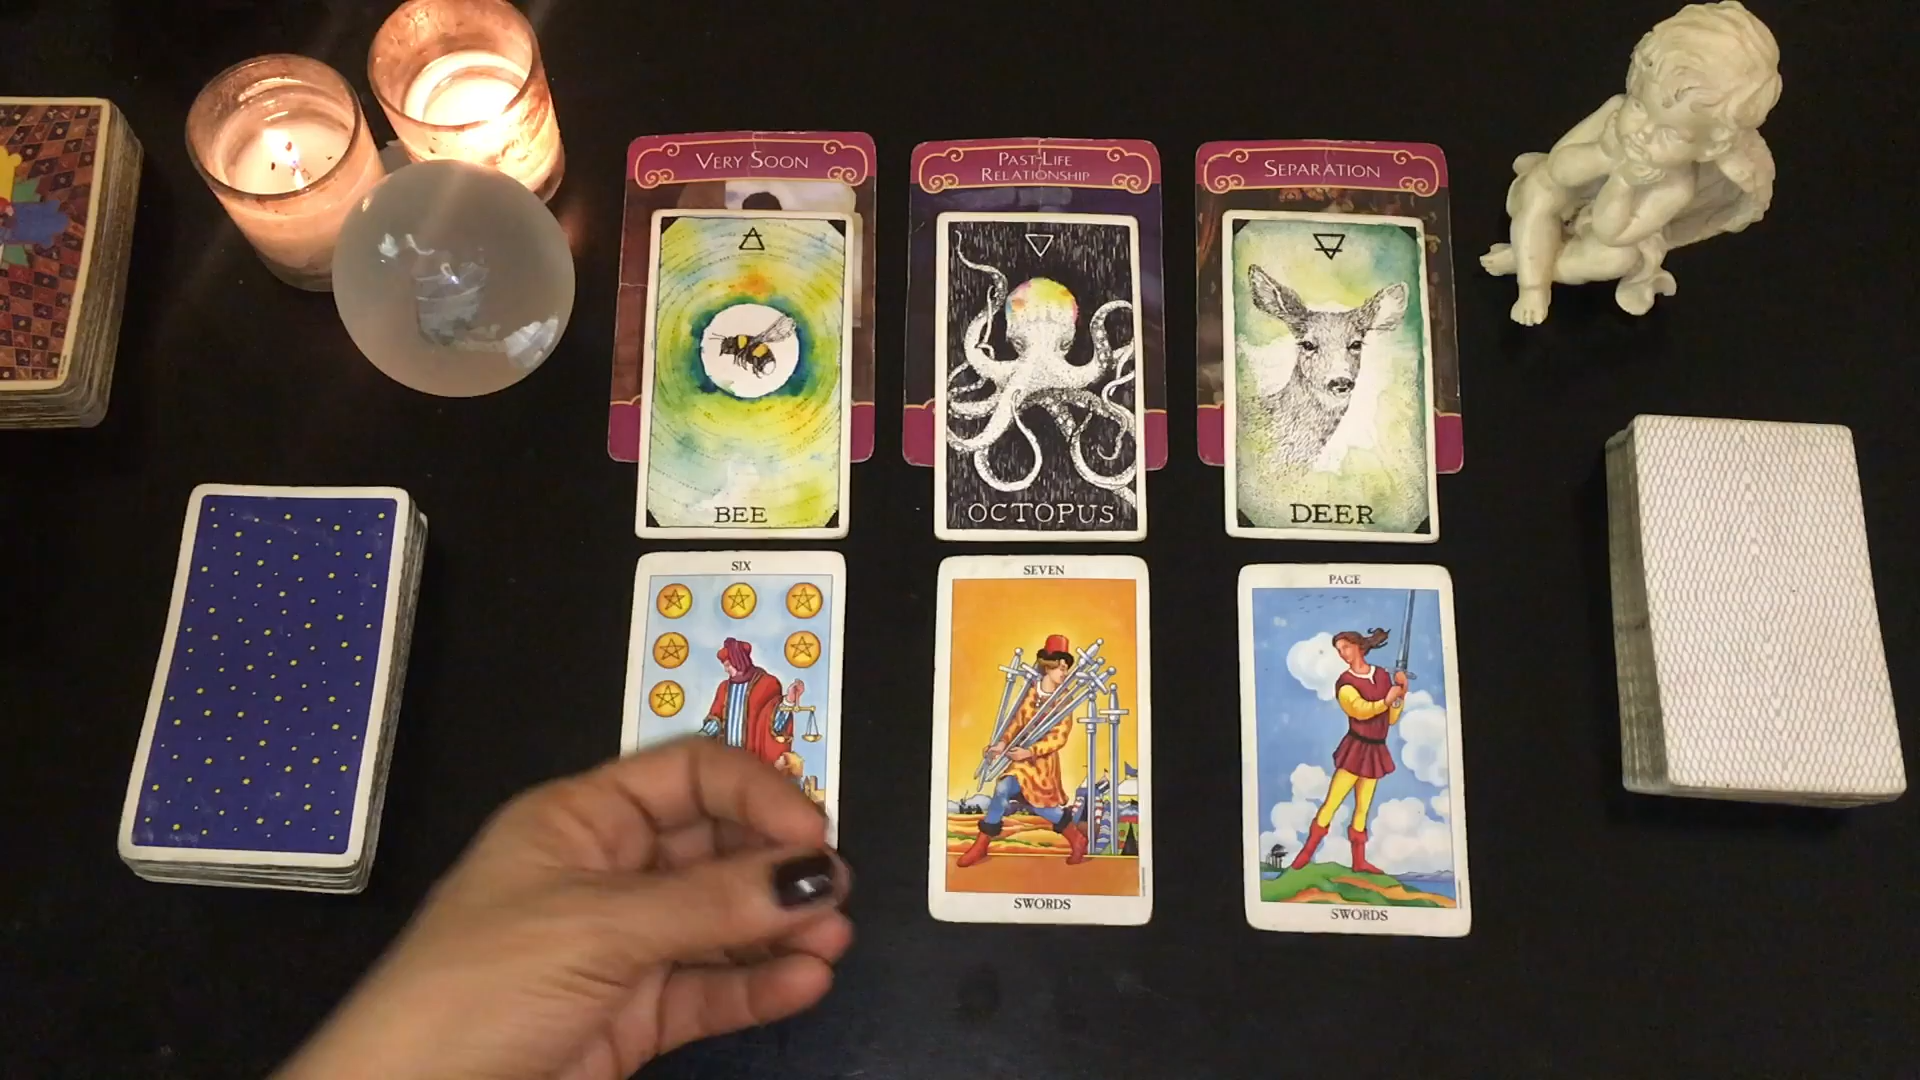 VERY SOON
PAST-LIFE
RELATIONSHIP
SEPARATION
BEE
OCTOPUS
DEER
SIX
SEVEN
PAGE
SWORDS
SWORDS